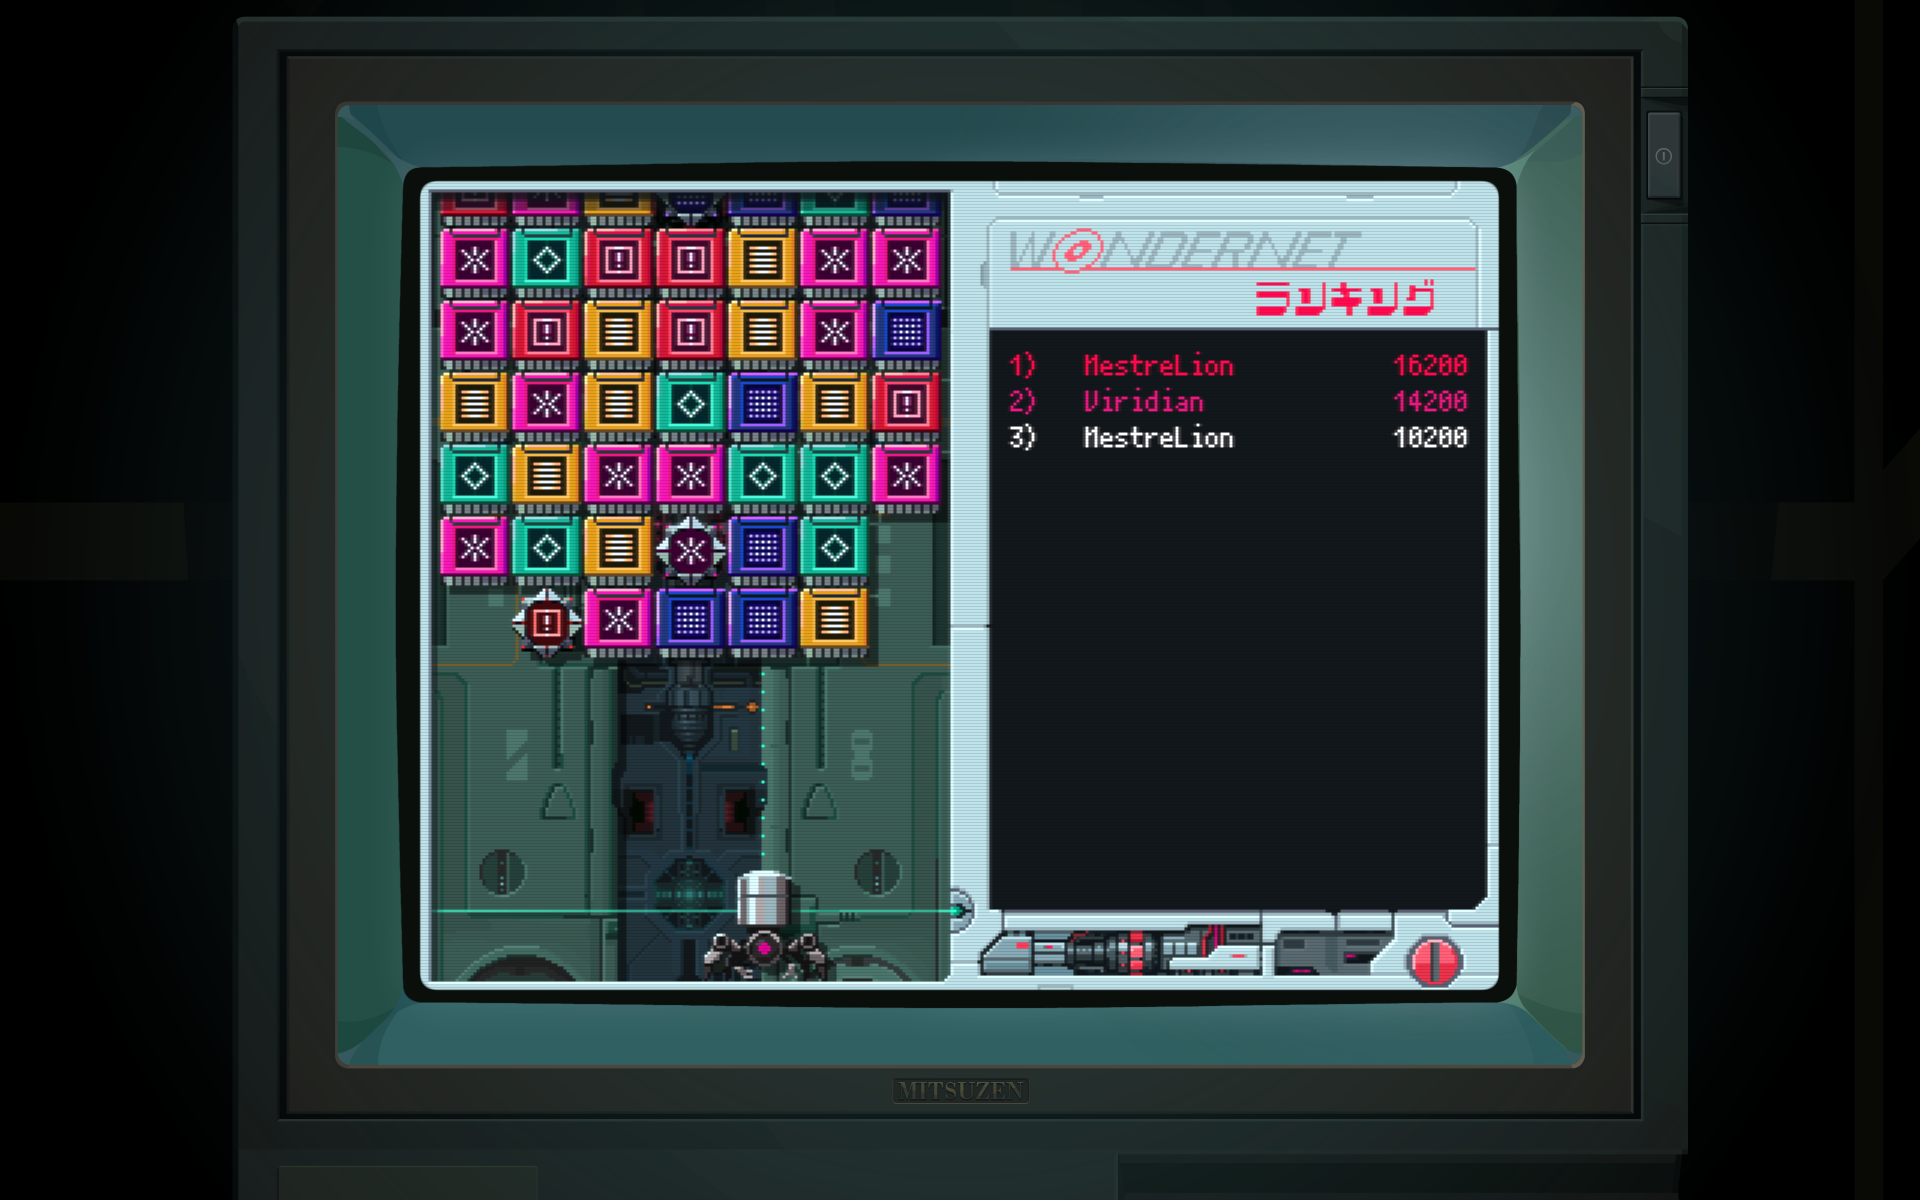 WONDERNET
ランキング
1) MestreLion 16200
2) Viridian 14200
3) MestreLion 10200
MITSUZEN